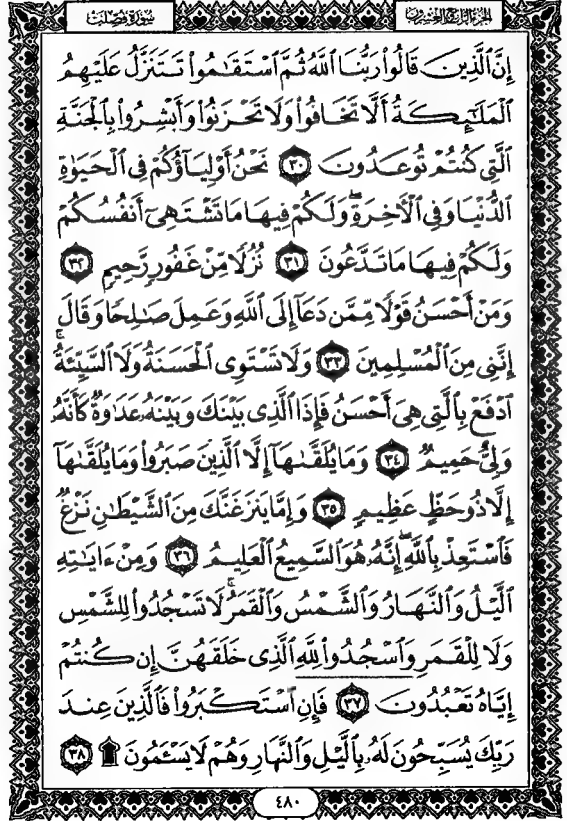 سُورَةُ فُصِّلَت
الجزء الرابع والعشرون
إِنَّ ٱلَّذِينَ قَالُوا۟ رَبُّنَا ٱللَّهُ ثُمَّ ٱسْتَقَـٰمُوا۟ تَتَنَزَّلُ عَلَيْهِمُ
ٱلْمَلَـٰٓئِكَةُ أَلَّا تَخَافُوا۟ وَلَا تَحْزَنُوا۟ وَأَبْشِرُوا۟ بِٱلْجَنَّةِ
ٱلَّتِى كُنتُمْ تُوعَدُونَ ﴿٣٠﴾ نَحْنُ أَوْلِيَآؤُكُمْ فِى ٱلْحَيَوٰةِ
ٱلدُّنْيَا وَفِى ٱلْـَٔاخِرَةِ ۖ وَلَكُمْ فِيهَا مَا تَشْتَهِىٓ أَنفُسُكُمْ
وَلَكُمْ فِيهَا مَا تَدَّعُونَ ﴿٣١﴾ نُزُلًا مِّنْ غَفُورٍ رَّحِيمٍ ﴿٣٢﴾
وَمَنْ أَحْسَنُ قَوْلًا مِّمَّن دَعَآ إِلَى ٱللَّهِ وَعَمِلَ صَـٰلِحًا وَقَالَ
إِنَّنِى مِنَ ٱلْمُسْلِمِينَ ﴿٣٣﴾ وَلَا تَسْتَوِى ٱلْحَسَنَةُ وَلَا ٱلسَّيِّئَةُ ۚ
ٱدْفَعْ بِٱلَّتِى هِىَ أَحْسَنُ فَإِذَا ٱلَّذِى بَيْنَكَ وَبَيْنَهُۥ عَدَٰوَةٌ كَأَنَّهُۥ
وَلِىٌّ حَمِيمٌ ﴿٣٤﴾ وَمَا يُلَقَّىٰهَآ إِلَّا ٱلَّذِينَ صَبَرُوا۟ وَمَا يُلَقَّىٰهَآ
إِلَّا ذُو حَظٍّ عَظِيمٍ ﴿٣٥﴾ وَإِمَّا يَنزَغَنَّكَ مِنَ ٱلشَّيْطَـٰنِ نَزْغٌ
فَٱسْتَعِذْ بِٱللَّهِ ۖ إِنَّهُۥ هُوَ ٱلسَّمِيعُ ٱلْعَلِيمُ ﴿٣٦﴾ وَمِنْ ءَايَـٰتِهِ
ٱلَّيْلُ وَٱلنَّهَارُ وَٱلشَّمْسُ وَٱلْقَمَرُ ۚ لَا تَسْجُدُوا۟ لِلشَّمْسِ
وَلَا لِلْقَمَرِ وَٱسْجُدُوا۟ لِلَّهِ ٱلَّذِى خَلَقَهُنَّ إِن كُنتُمْ
إِيَّاهُ تَعْبُدُونَ ﴿٣٧﴾ فَإِنِ ٱسْتَكْبَرُوا۟ فَٱلَّذِينَ عِندَ
رَبِّكَ يُسَبِّحُونَ لَهُۥ بِٱلَّيْلِ وَٱلنَّهَارِ وَهُمْ لَا يَسْـَٔمُونَ ۩ ﴿٣٨﴾
٤٨٠